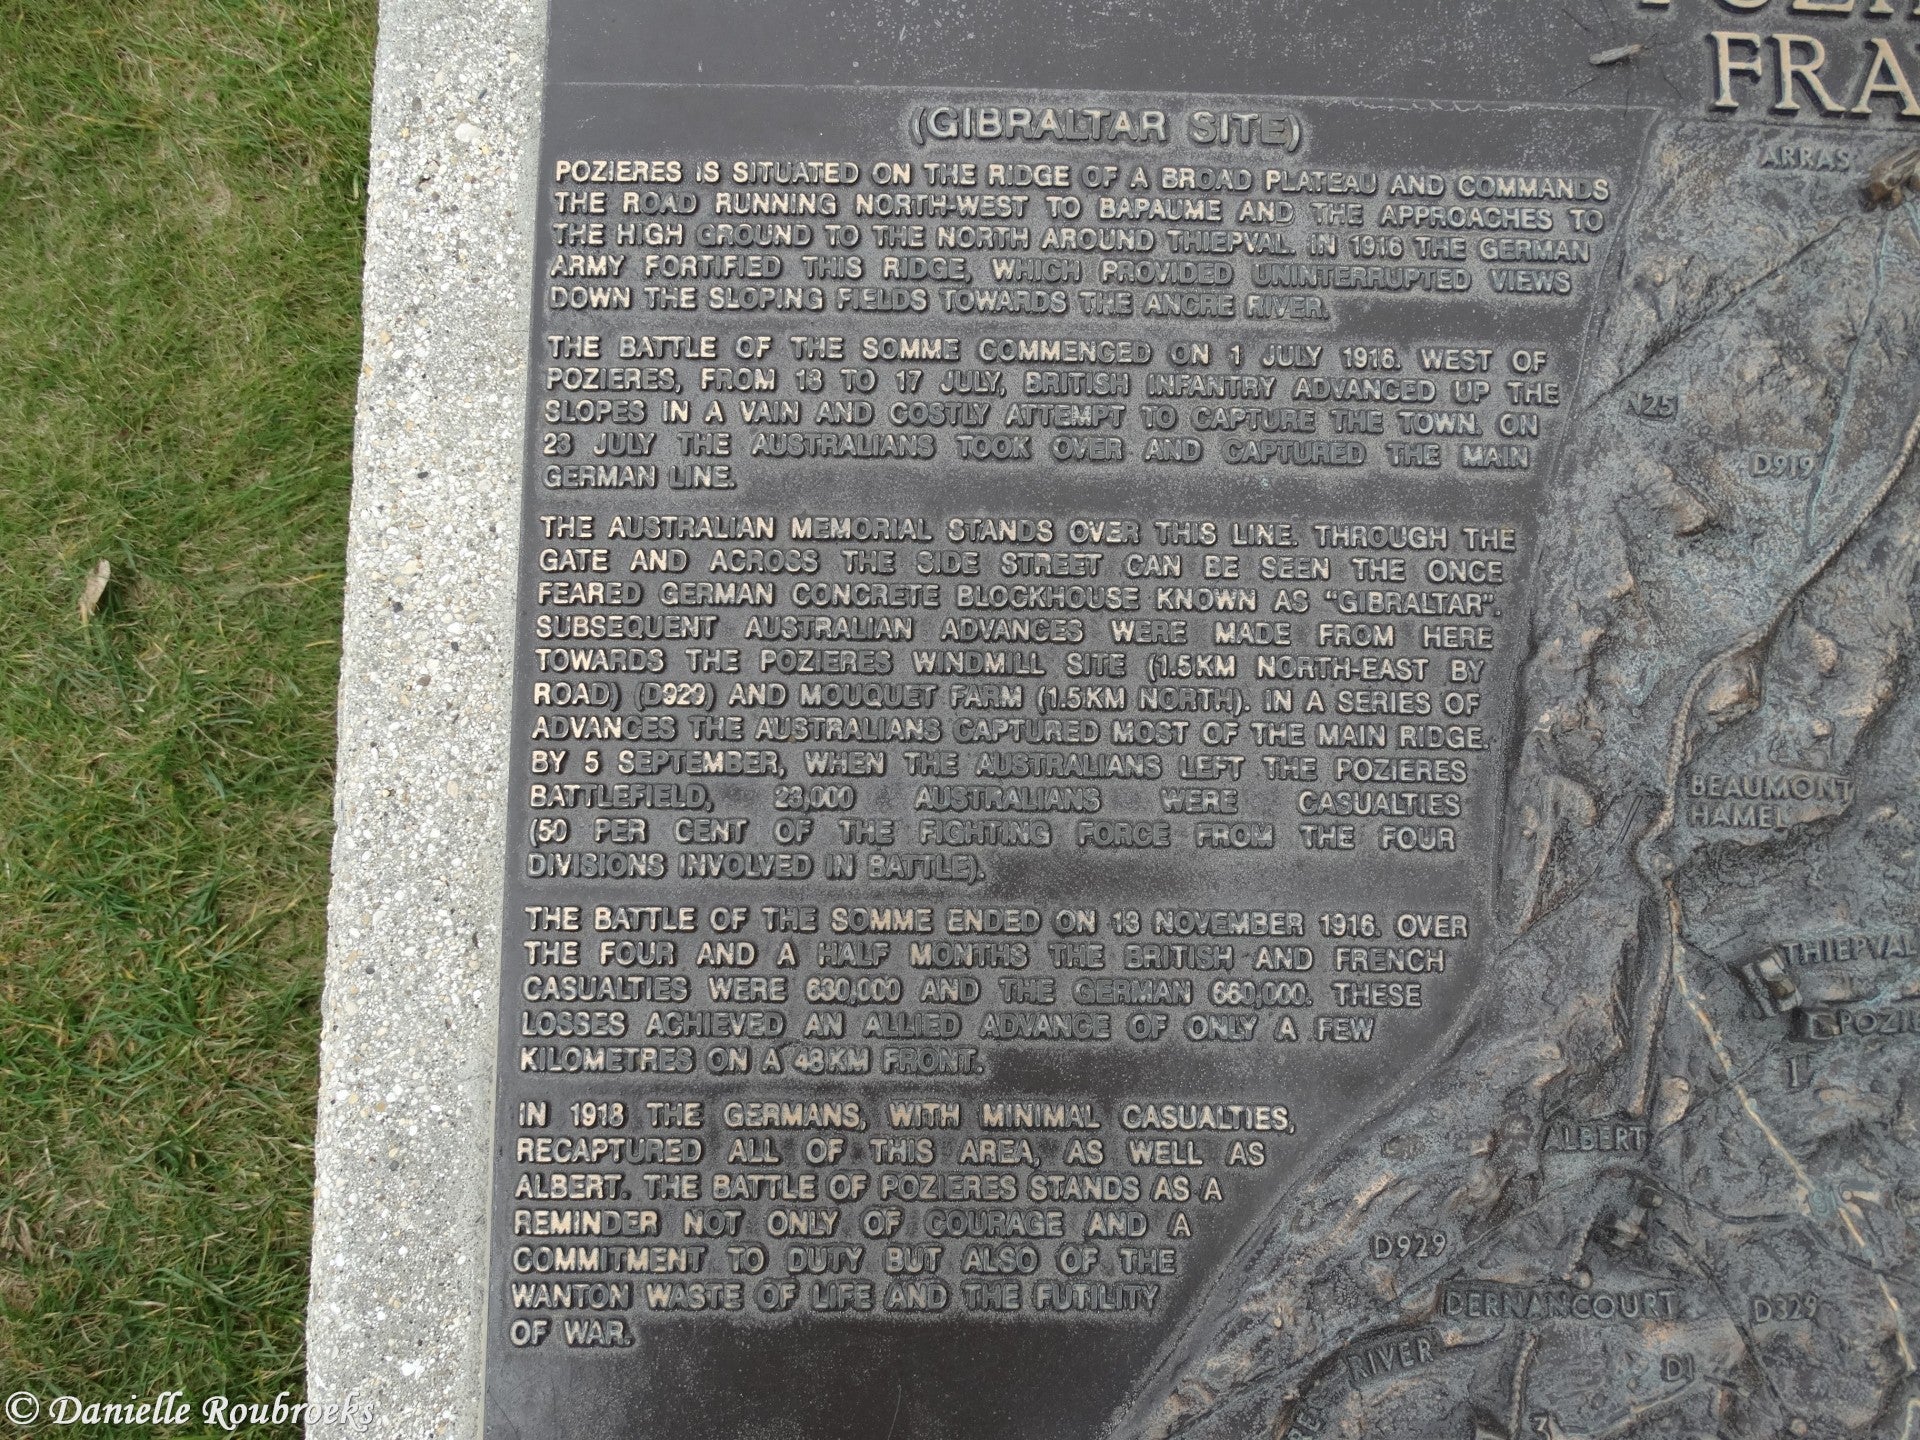 FRA
(GIBRALTAR SITE)
POZIERES IS SITUATED ON THE RIDGE OF A BROAD PLATEAU AND COMMANDS
THE ROAD RUNNING NORTH-WEST TO BAPAUME AND THE APPROACHES TO
THE HIGH GROUND TO THE NORTH AROUND THIEPVAL. IN 1916 THE GERMAN
ARMY FORTIFIED THIS RIDGE, WHICH PROVIDED UNINTERRUPTED VIEWS
DOWN THE SLOPING FIELDS TOWARDS THE ANCRE RIVER.
THE BATTLE OF THE SOMME COMMENCED ON 1 JULY 1916. WEST OF
POZIERES, FROM 13 TO 17 JULY, BRITISH INFANTRY ADVANCED UP THE
SLOPES IN A VAIN AND COSTLY ATTEMPT TO CAPTURE THE TOWN. ON
23 JULY THE AUSTRALIANS TOOK OVER AND CAPTURED THE MAIN
GERMAN LINE.
THE AUSTRALIAN MEMORIAL STANDS OVER THIS LINE. THROUGH THE
GATE AND ACROSS THE SIDE STREET CAN BE SEEN THE ONCE
FEARED GERMAN CONCRETE BLOCKHOUSE KNOWN AS "GIBRALTAR".
SUBSEQUENT AUSTRALIAN ADVANCES WERE MADE FROM HERE
TOWARDS THE POZIERES WINDMILL SITE (1.5KM NORTH-EAST BY
ROAD) (D929) AND MOUQUET FARM (1.5KM NORTH). IN A SERIES OF
ADVANCES THE AUSTRALIANS CAPTURED MOST OF THE MAIN RIDGE.
BY 5 SEPTEMBER, WHEN THE AUSTRALIANS LEFT THE POZIERES
BATTLEFIELD, 23,000 AUSTRALIANS WERE CASUALTIES
(50 PER CENT OF THE FIGHTING FORCE FROM THE FOUR
DIVISIONS INVOLVED IN BATTLE).
THE BATTLE OF THE SOMME ENDED ON 13 NOVEMBER 1916. OVER
THE FOUR AND A HALF MONTHS THE BRITISH AND FRENCH
CASUALTIES WERE 630,000 AND THE GERMAN 660,000. THESE
LOSSES ACHIEVED AN ALLIED ADVANCE OF ONLY A FEW
KILOMETRES ON A 43KM FRONT.
IN 1918 THE GERMANS, WITH MINIMAL CASUALTIES,
RECAPTURED ALL OF THIS AREA, AS WELL AS
ALBERT. THE BATTLE OF POZIERES STANDS AS A
REMINDER NOT ONLY OF COURAGE AND A
COMMITMENT TO DUTY BUT ALSO OF THE
WANTON WASTE OF LIFE AND THE FUTILITY
OF WAR.
ARRAS
N25
D919
BEAUMONT
HAMEL
THIEPVAL
POZI
ALBERT
D929
DERNANCOURT
D329
RIVER
D1
© Danielle Roubroeks